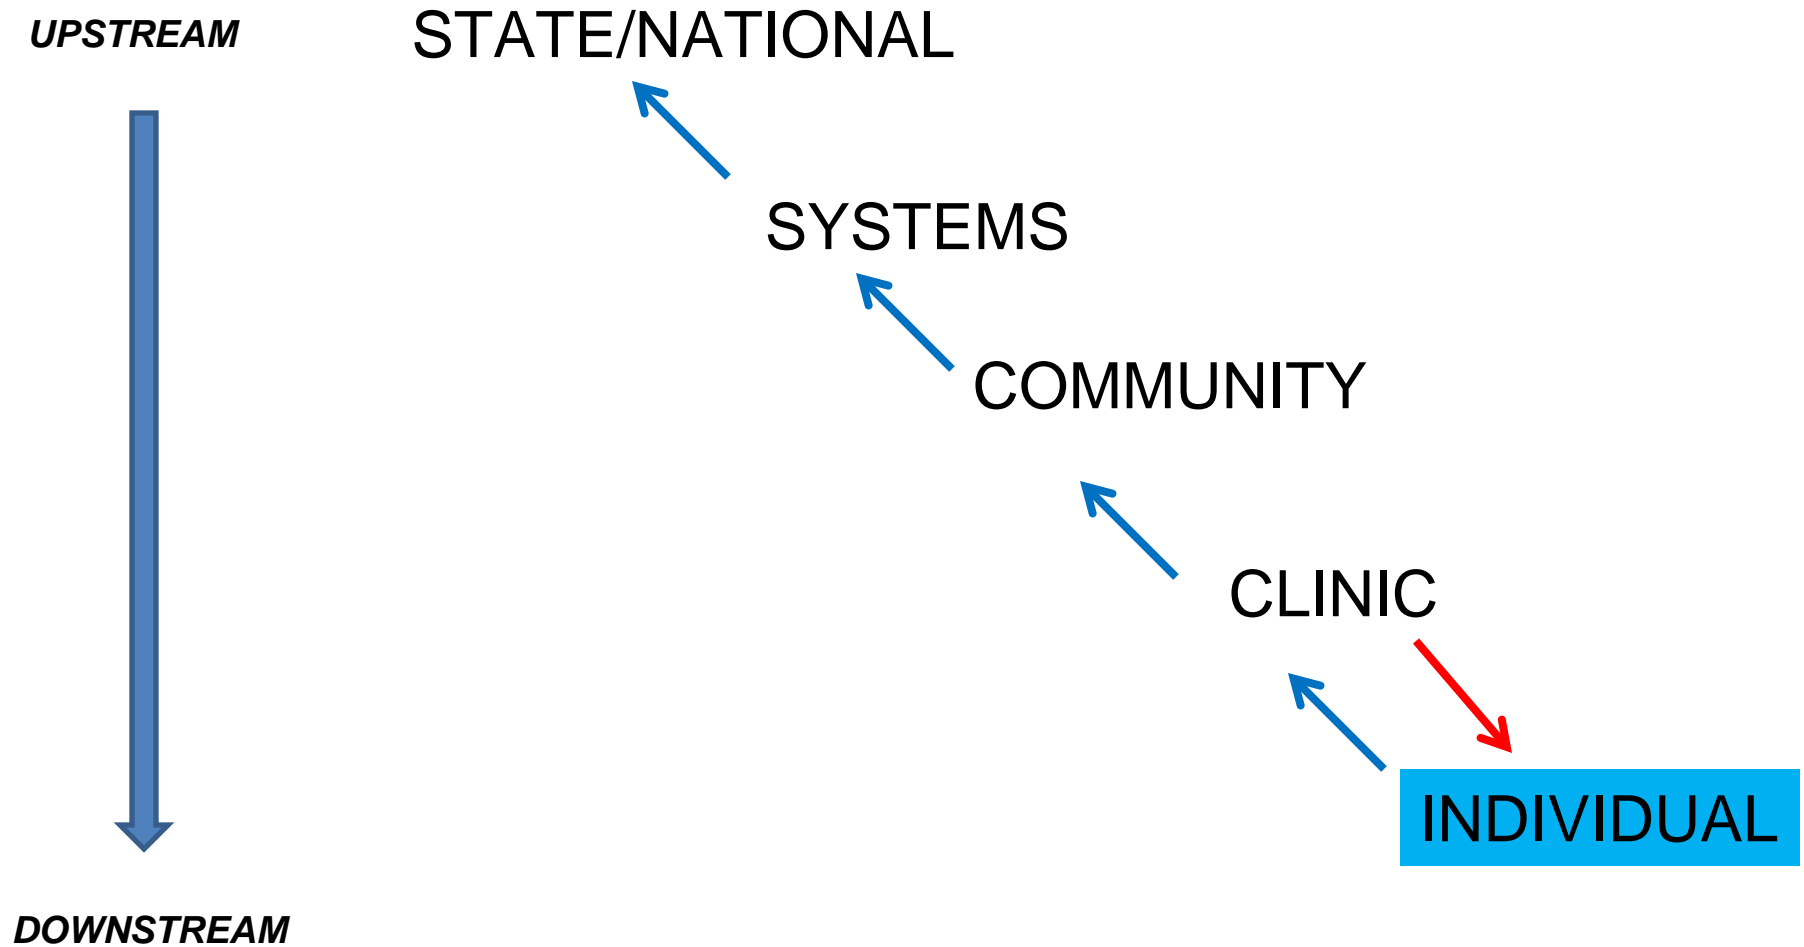 UPSTREAM
STATE/NATIONAL
SYSTEMS
COMMUNITY
CLINIC
INDIVIDUAL
DOWNSTREAM